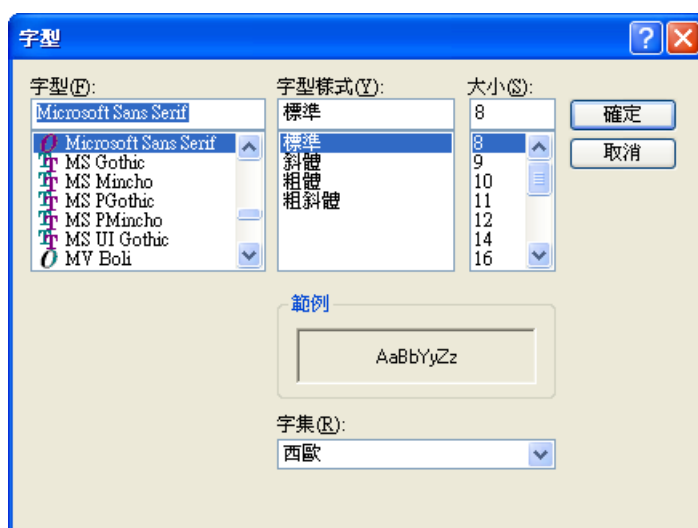 字型
字型(F):
字型樣式(Y):
大小(S):
Microsoft Sans Serif
標準
8
確定
取消
Microsoft Sans Serif
MS Gothic
MS Mincho
MS PGothic
MS PMincho
MS UI Gothic
MV Boli
標準
斜體
粗體
粗斜體
8
9
10
11
12
14
16
範例
AaBbYyZz
字集(R):
西歐